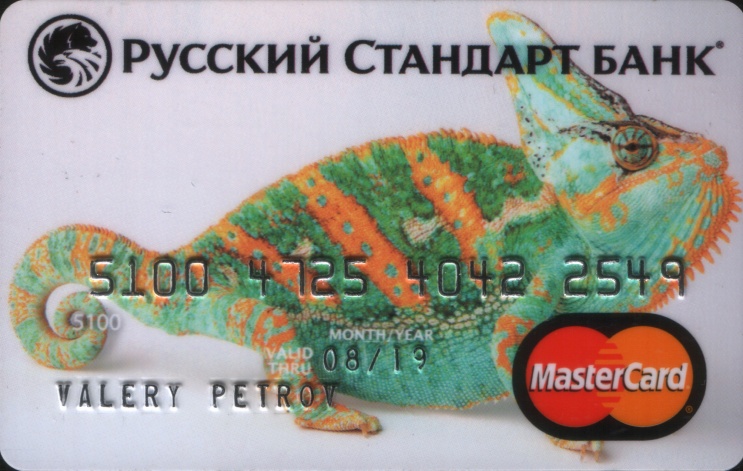 РУССКИЙ СТАНДАРТ БАНК
5100 4725 4042 2549
5100
MONTH/YEAR
VALID THRU 08/19
VALERY PETROV
MasterCard